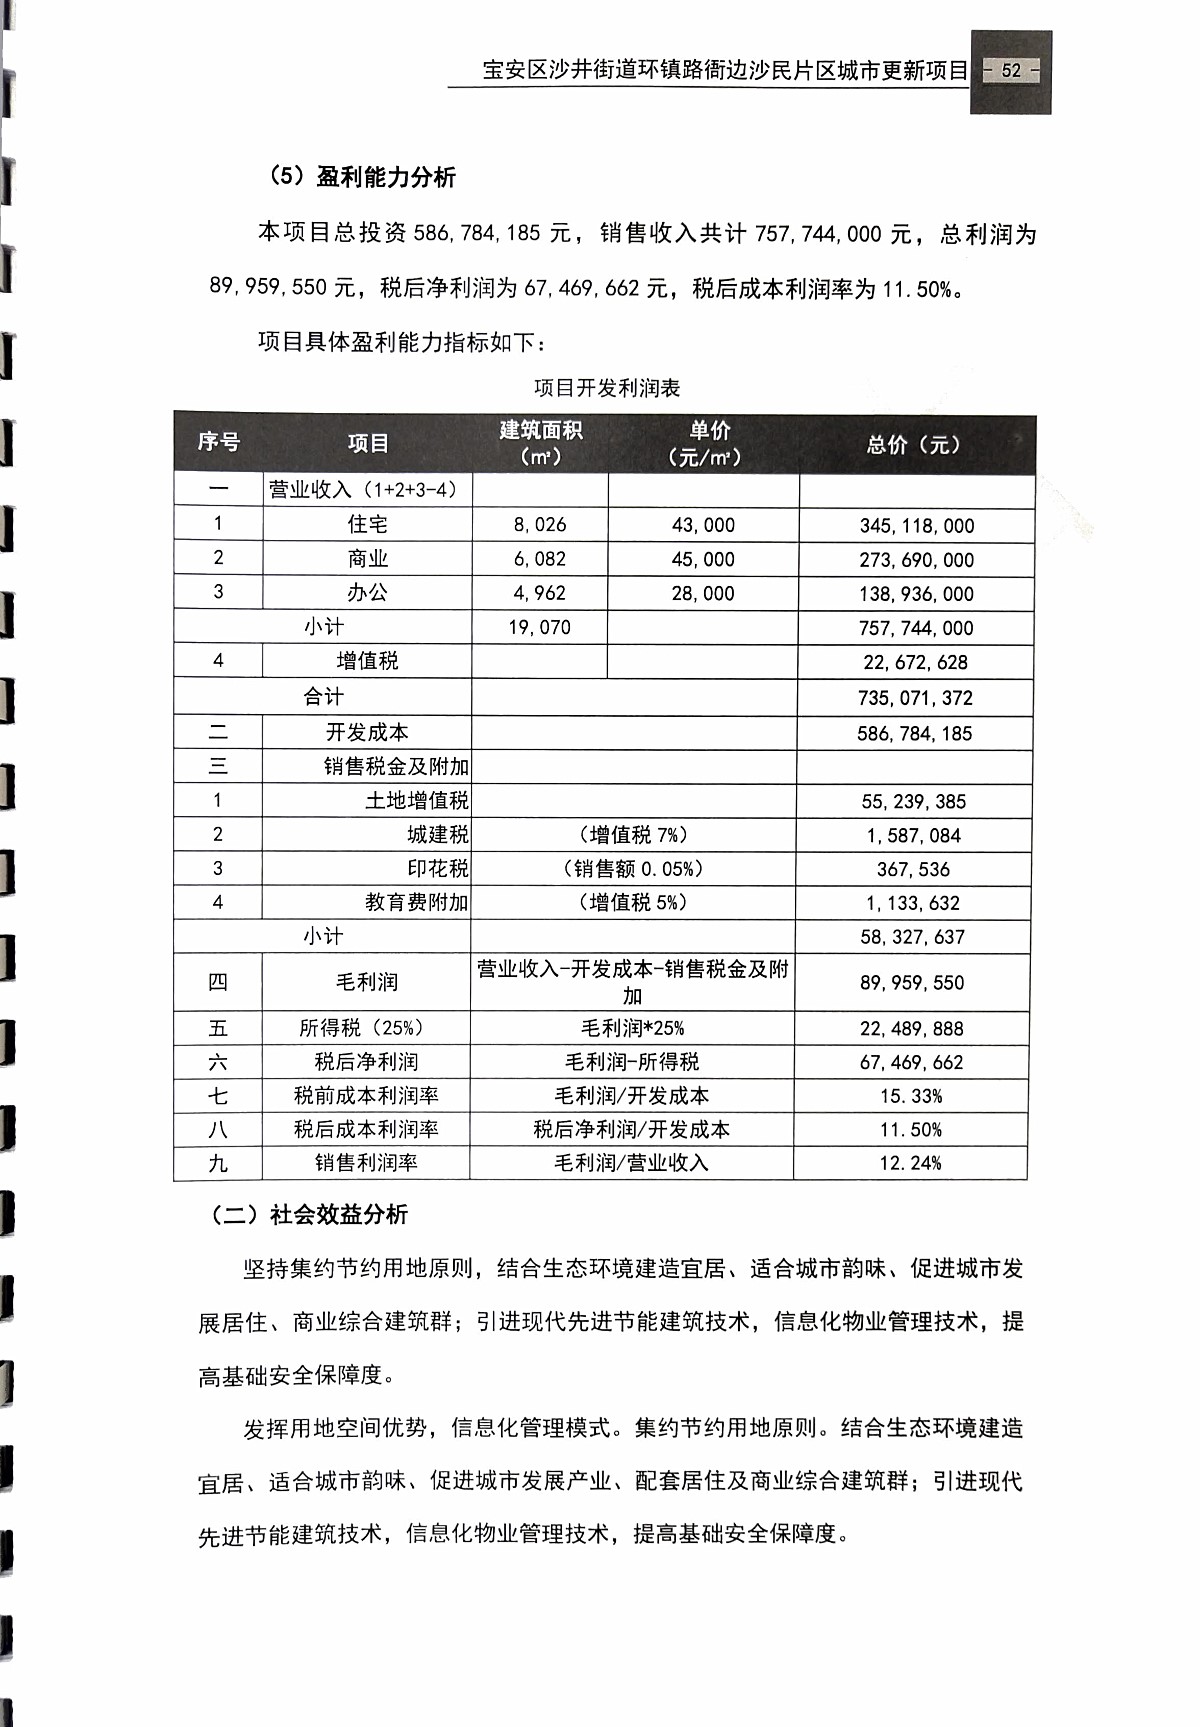 宝安区沙井街道环镇路衙边沙民片区城市更新项目 - 52 -
（5）盈利能力分析
本项目总投资 586,784,185 元，销售收入共计 757,744,000 元，总利润为
89,959,550 元，税后净利润为 67,469,662 元，税后成本利润率为 11.50%。
项目具体盈利能力指标如下：
项目开发利润表
序号 项目 建筑面积（㎡） 单价（元/㎡） 总价（元）
一 营业收入（1+2+3-4）
1 住宅 8,026 43,000 345,118,000
2 商业 6,082 45,000 273,690,000
3 办公 4,962 28,000 138,936,000
小计 19,070 757,744,000
4 增值税 22,672,628
合计 735,071,372
二 开发成本 586,784,185
三 销售税金及附加
1 土地增值税 55,239,385
2 城建税 （增值税 7%） 1,587,084
3 印花税 （销售额 0.05%） 367,536
4 教育费附加 （增值税 5%） 1,133,632
小计 58,327,637
四 毛利润 营业收入-开发成本-销售税金及附加 89,959,550
五 所得税（25%） 毛利润*25% 22,489,888
六 税后净利润 毛利润-所得税 67,469,662
七 税前成本利润率 毛利润/开发成本 15.33%
八 税后成本利润率 税后净利润/开发成本 11.50%
九 销售利润率 毛利润/营业收入 12.24%
（二）社会效益分析
坚持集约节约用地原则，结合生态环境建造宜居、适合城市韵味、促进城市发
展居住、商业综合建筑群；引进现代先进节能建筑技术，信息化物业管理技术，提
高基础安全保障度。
发挥用地空间优势，信息化管理模式。集约节约用地原则。结合生态环境建造
宜居、适合城市韵味、促进城市发展产业、配套居住及商业综合建筑群；引进现代
先进节能建筑技术，信息化物业管理技术，提高基础安全保障度。